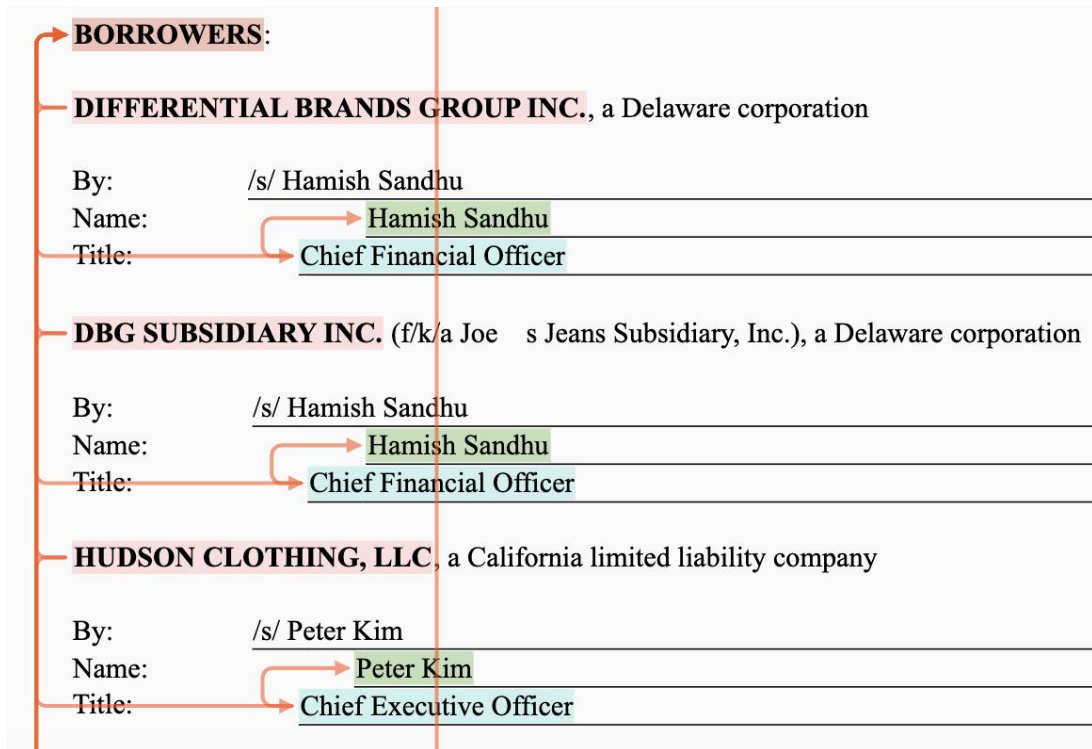 BORROWERS:
DIFFERENTIAL BRANDS GROUP INC., a Delaware corporation
By: /s/ Hamish Sandhu
Name: Hamish Sandhu
Title: Chief Financial Officer
DBG SUBSIDIARY INC. (f/k/a Joe s Jeans Subsidiary, Inc.), a Delaware corporation
By: /s/ Hamish Sandhu
Name: Hamish Sandhu
Title: Chief Financial Officer
HUDSON CLOTHING, LLC, a California limited liability company
By: /s/ Peter Kim
Name: Peter Kim
Title: Chief Executive Officer